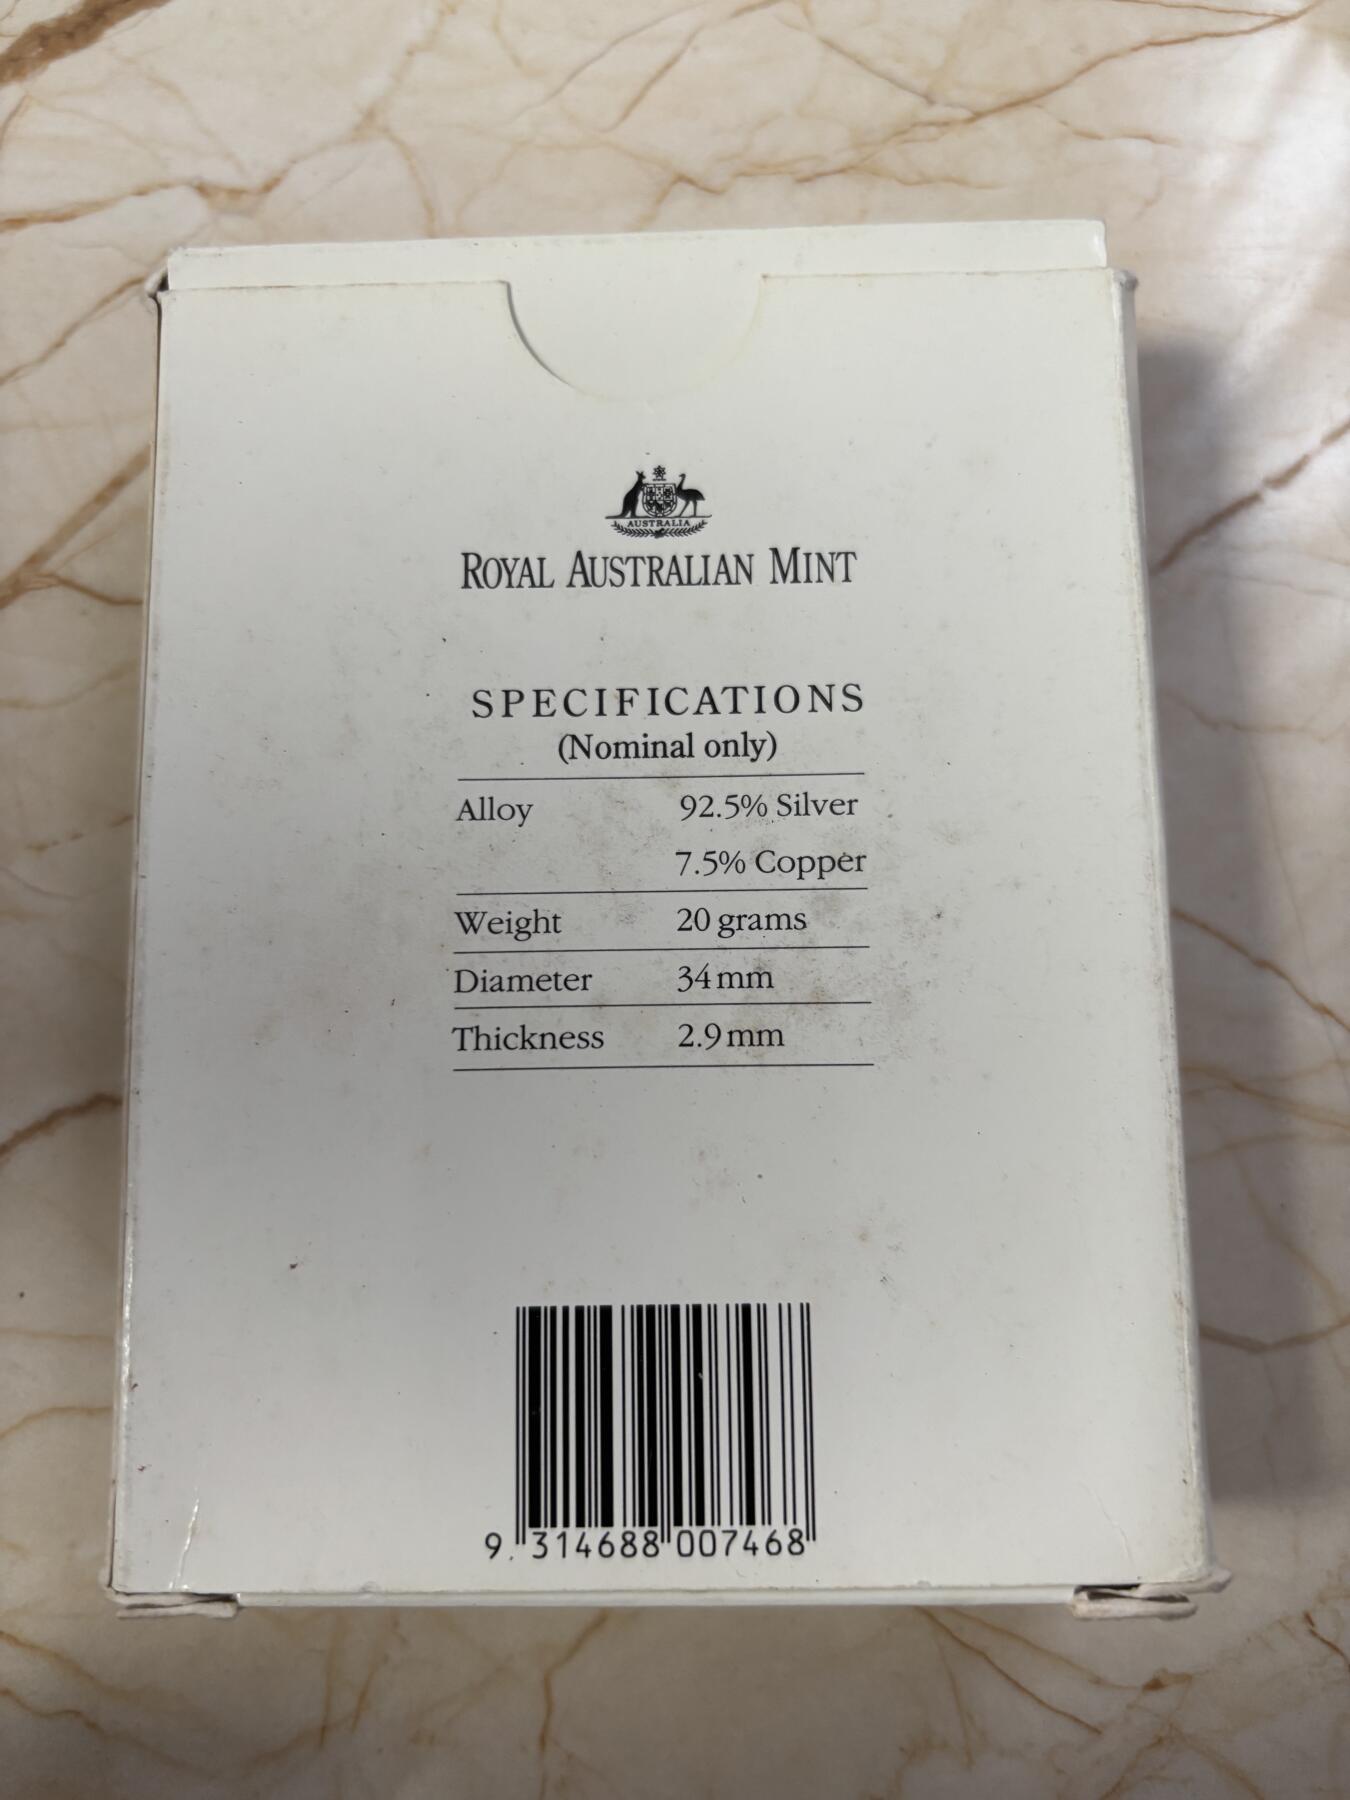 AUSTRALIA
ROYAL AUSTRALIAN MINT
SPECIFICATIONS
(Nominal only)
Alloy 92.5% Silver
7.5% Copper
Weight 20 grams
Diameter 34mm
Thickness 2.9mm
9 314688 007468